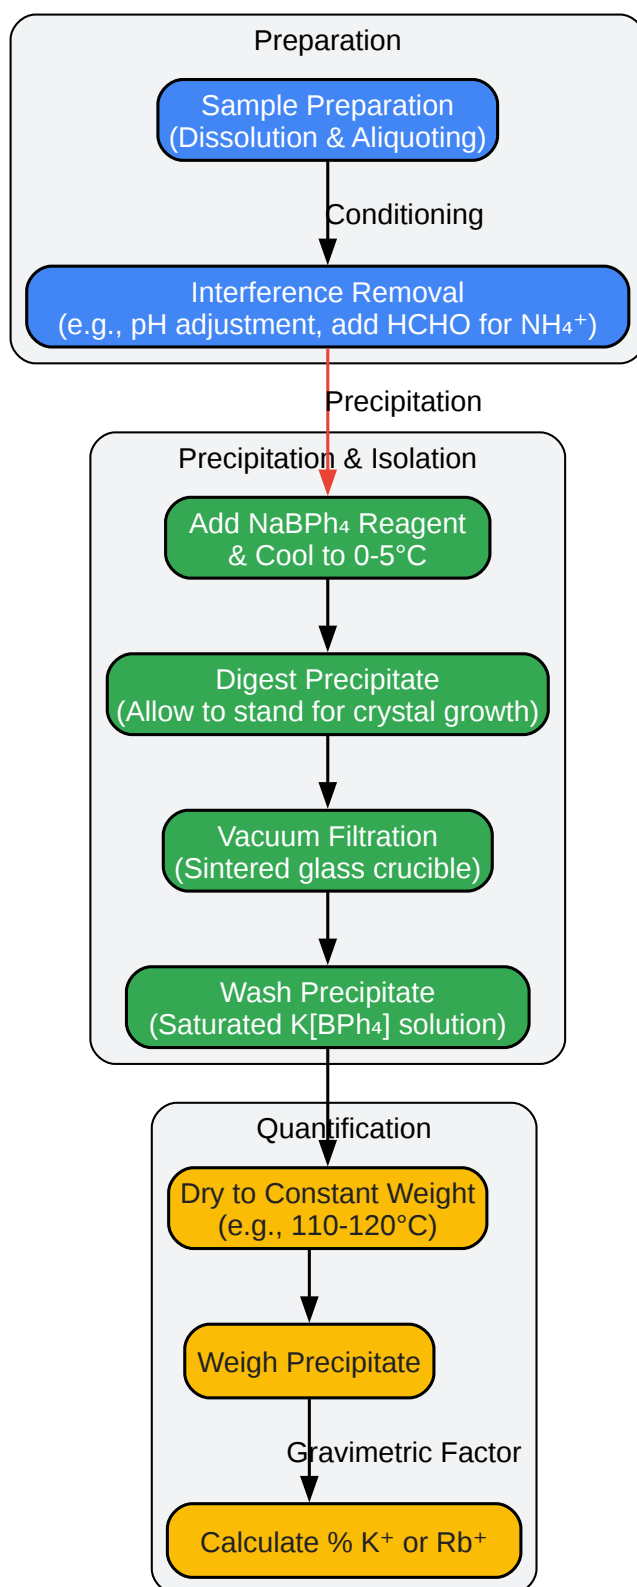 Preparation
Sample Preparation
(Dissolution & Aliquoting)
Conditioning
Interference Removal
(e.g., pH adjustment, add HCHO for NH₄⁺)
Precipitation
Precipitation & Isolation
Add NaBPh₄ Reagent
& Cool to 0-5°C
Digest Precipitate
(Allow to stand for crystal growth)
Vacuum Filtration
(Sintered glass crucible)
Wash Precipitate
(Saturated K[BPh₄] solution)
Quantification
Dry to Constant Weight
(e.g., 110-120°C)
Weigh Precipitate
Gravimetric Factor
Calculate % K⁺ or Rb⁺